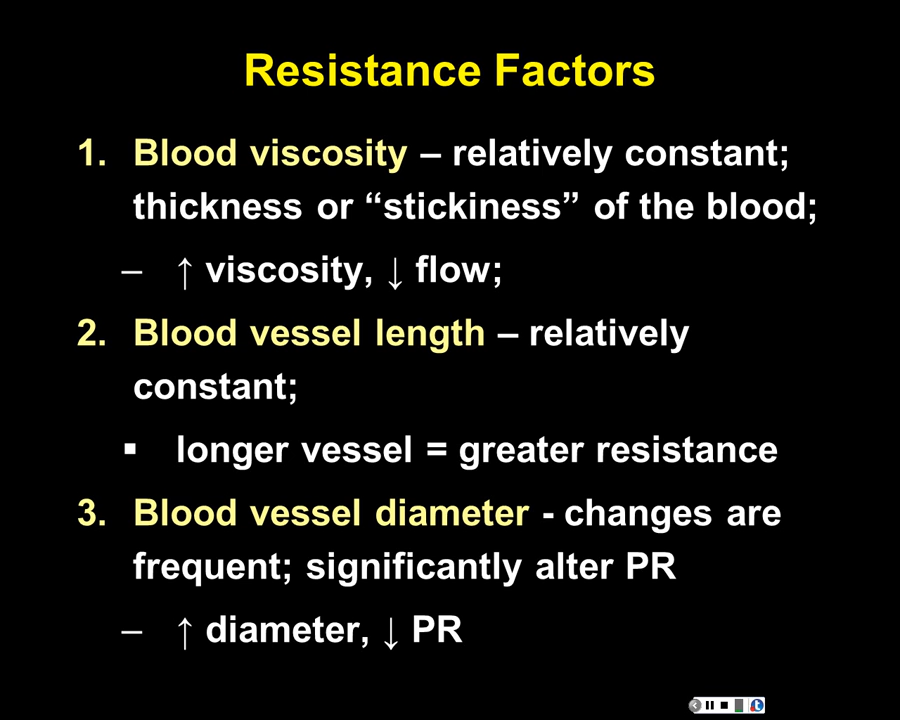 Resistance Factors
1. Blood viscosity – relatively constant;
thickness or “stickiness” of the blood;
– ↑ viscosity, ↓ flow;
2. Blood vessel length – relatively
constant;
▪ longer vessel = greater resistance
3. Blood vessel diameter - changes are
frequent; significantly alter PR
– ↑ diameter, ↓ PR